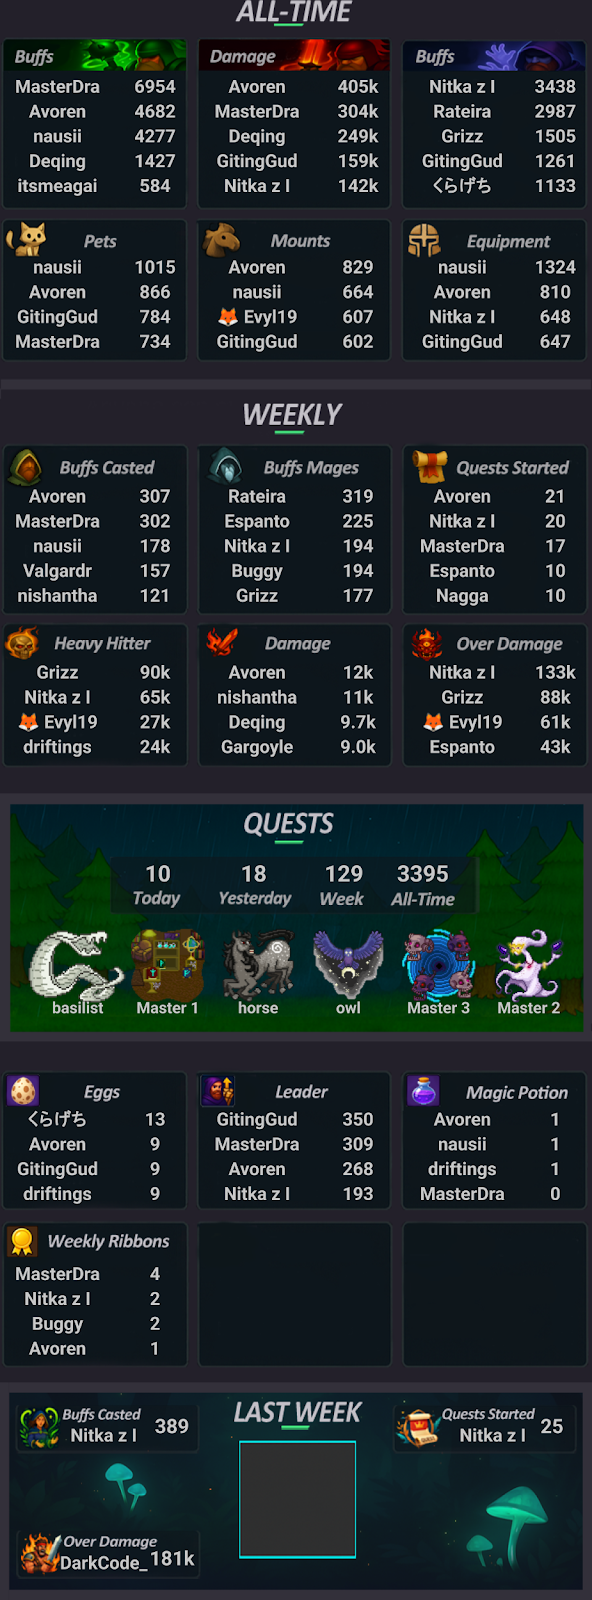 ALL-TIME
Buffs
MasterDra 6954
Avoren 4682
nausii 4277
Deqing 1427
itsmeagai 584
Damage
Avoren 405k
MasterDra 304k
Deqing 249k
GitingGud 159k
Nitka z I 142k
Buffs
Nitka z I 3438
Rateira 2987
Grizz 1505
GitingGud 1261
くらげち 1133
Pets
nausii 1015
Avoren 866
GitingGud 784
MasterDra 734
Mounts
Avoren 829
nausii 664
🦊 Evyl19 607
GitingGud 602
Equipment
nausii 1324
Avoren 810
Nitka z I 648
GitingGud 647
WEEKLY
Buffs Casted
Avoren 307
MasterDra 302
nausii 178
Valgardr 157
nishantha 121
Buffs Mages
Rateira 319
Espanto 225
Nitka z I 194
Buggy 194
Grizz 177
Quests Started
Avoren 21
Nitka z I 20
MasterDra 17
Espanto 10
Nagga 10
Heavy Hitter
Grizz 90k
Nitka z I 65k
🦊 Evyl19 27k
driftings 24k
Damage
Avoren 12k
nishantha 11k
Deqing 9.7k
Gargoyle 9.0k
Over Damage
Nitka z I 133k
Grizz 88k
🦊 Evyl19 61k
Espanto 43k
QUESTS
10 18 129 3395
Today Yesterday Week All-Time
basilist Master 1 horse owl Master 3 Master 2
Eggs
くらげち 13
Avoren 9
GitingGud 9
driftings 9
Leader
GitingGud 350
MasterDra 309
Avoren 268
Nitka z I 193
Magic Potion
Avoren 1
nausii 1
driftings 1
MasterDra 0
Weekly Ribbons
MasterDra 4
Nitka z I 2
Buggy 2
Avoren 1
LAST WEEK
Buffs Casted
Nitka z I 389
Quests Started
Nitka z I 25
Over Damage
DarkCode_ 181k